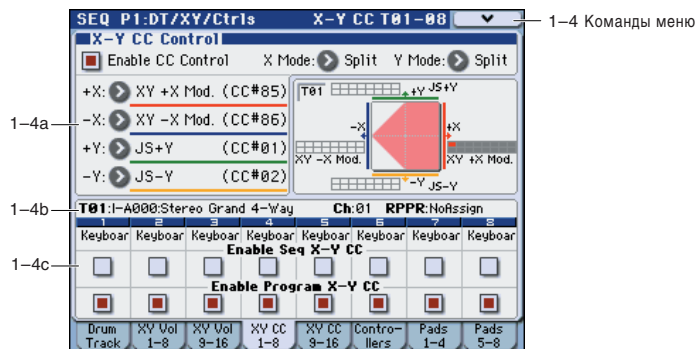 SEQ P1:DT/XY/Ctrls X-Y CC T01-08
1-4 Команды меню
X-Y CC Control
Enable CC Control X Mode: Split Y Mode: Split
+X: XY +X Mod. (CC#85)
-X: XY -X Mod. (CC#86)
+Y: JS+Y (CC#01)
-Y: JS-Y (CC#02)
1-4a
T01
+Y JS+Y
-X +X
XY -X Mod. XY +X Mod.
-Y JS-Y
1-4b
T01:I-A000:Stereo Grand 4-Way Ch:01 RPPR:NoAssign
1 2 3 4 5 6 7 8
Keyboar Keyboar Keyboar Keyboar Keyboar Keyboar Keyboar Keyboar
1-4c
Enable Seq X-Y CC
Enable Program X-Y CC
Drum Track XY Vol 1-8 XY Vol 9-16 XY CC 1-8 XY CC 9-16 Contro-llers Pads 1-4 Pads 5-8